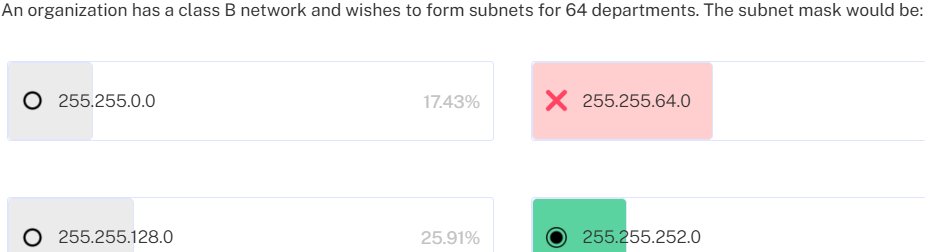 An organization has a class B network and wishes to form subnets for 64 departments. The subnet mask would be:
255.255.0.0 17.43% 255.255.64.0
255.255.128.0 25.91% 255.255.252.0